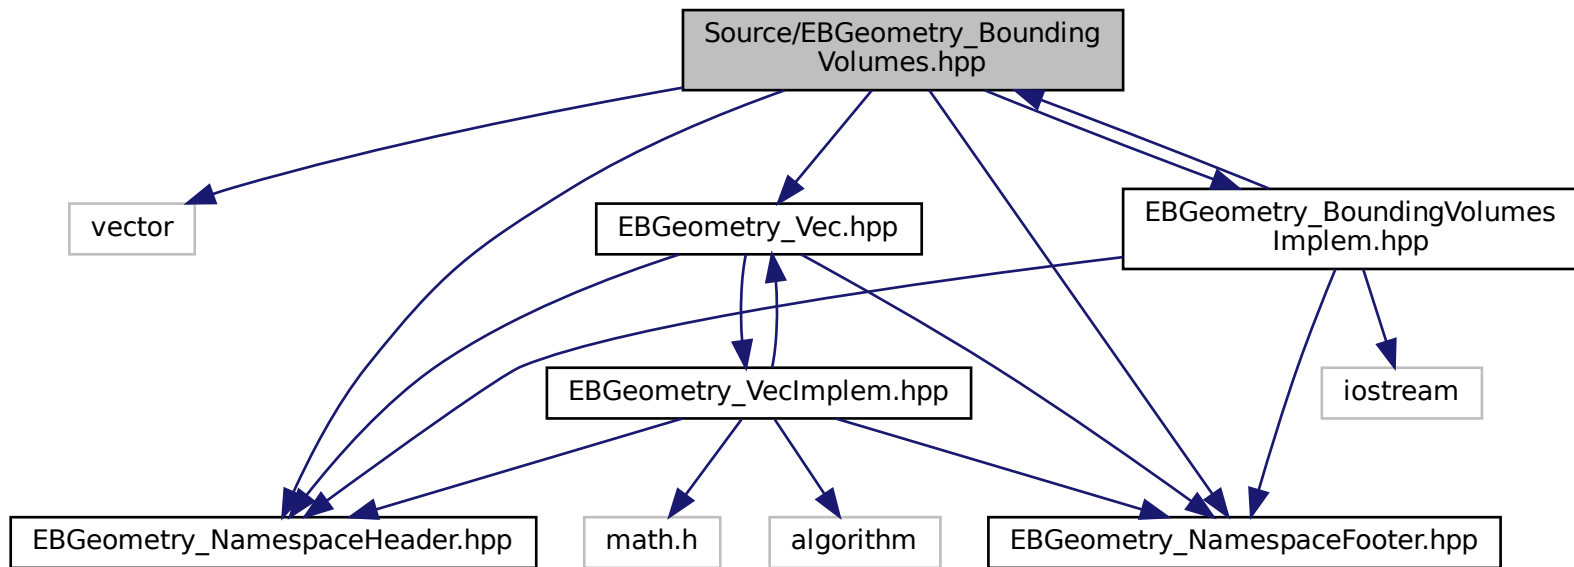 Source/EBGeometry_Bounding
Volumes.hpp
vector
EBGeometry_Vec.hpp
EBGeometry_BoundingVolumes
Implem.hpp
EBGeometry_VecImplem.hpp
iostream
EBGeometry_NamespaceHeader.hpp
math.h
algorithm
EBGeometry_NamespaceFooter.hpp